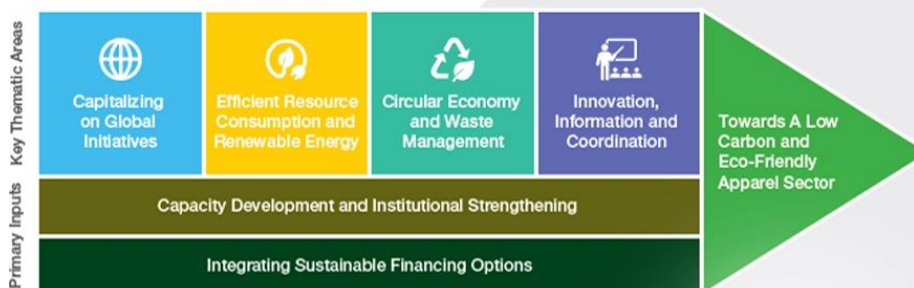 Key Thematic Areas
Capitalizing
on Global
Initiatives
Efficient Resource
Consumption and
Renewable Energy
Circular Economy
and Waste
Management
Innovation,
Information and
Coordination
Towards A Low
Carbon and
Eco-Friendly
Apparel Sector
Primary Inputs
Capacity Development and Institutional Strengthening
Integrating Sustainable Financing Options